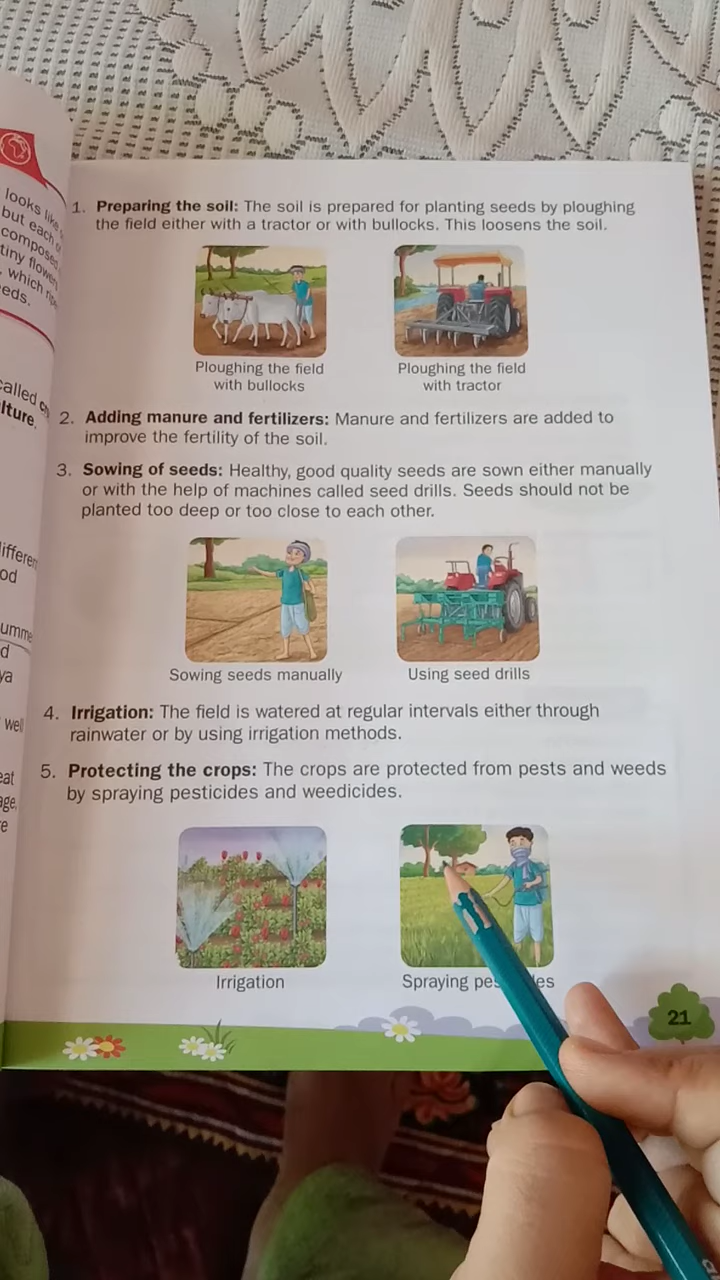 looks like
but each
composed
tiny flowers
which
eds.
called
lture.
od
d
ya
well
eat
age,
e
1. Preparing the soil: The soil is prepared for planting seeds by ploughing
the field either with a tractor or with bullocks. This loosens the soil.
Ploughing the field
with bullocks
Ploughing the field
with tractor
2. Adding manure and fertilizers: Manure and fertilizers are added to
improve the fertility of the soil.
3. Sowing of seeds: Healthy, good quality seeds are sown either manually
or with the help of machines called seed drills. Seeds should not be
planted too deep or too close to each other.
Sowing seeds manually
Using seed drills
4. Irrigation: The field is watered at regular intervals either through
rainwater or by using irrigation methods.
5. Protecting the crops: The crops are protected from pests and weeds
by spraying pesticides and weedicides.
Irrigation
Spraying pes es
21